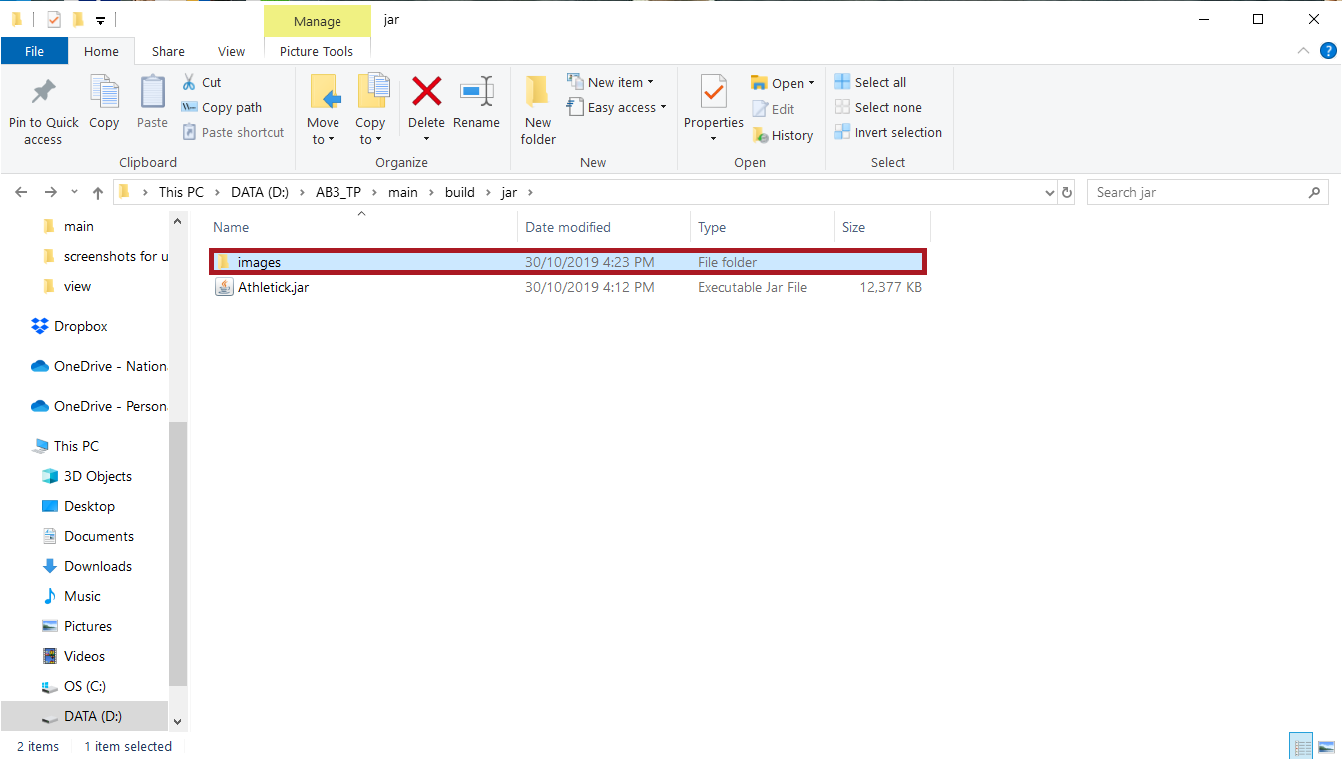 Manage
jar
File
Home
Share
View
Picture Tools
?
Pin to Quick access
Copy
Paste
Cut
Copy path
Paste shortcut
Clipboard
Move to
Copy to
Delete
Rename
Organize
New folder
New item
Easy access
New
Properties
Open
Edit
History
Open
Select all
Select none
Invert selection
Select
This PC > DATA (D:) > AB3_TP > main > build > jar >
Search jar
main
screenshots for u
view
Dropbox
OneDrive - Nation
OneDrive - Person
This PC
3D Objects
Desktop
Documents
Downloads
Music
Pictures
Videos
OS (C:)
DATA (D:)
Name Date modified Type Size
images 30/10/2019 4:23 PM File folder
Athletick.jar 30/10/2019 4:12 PM Executable Jar File 12,377 KB
2 items 1 item selected